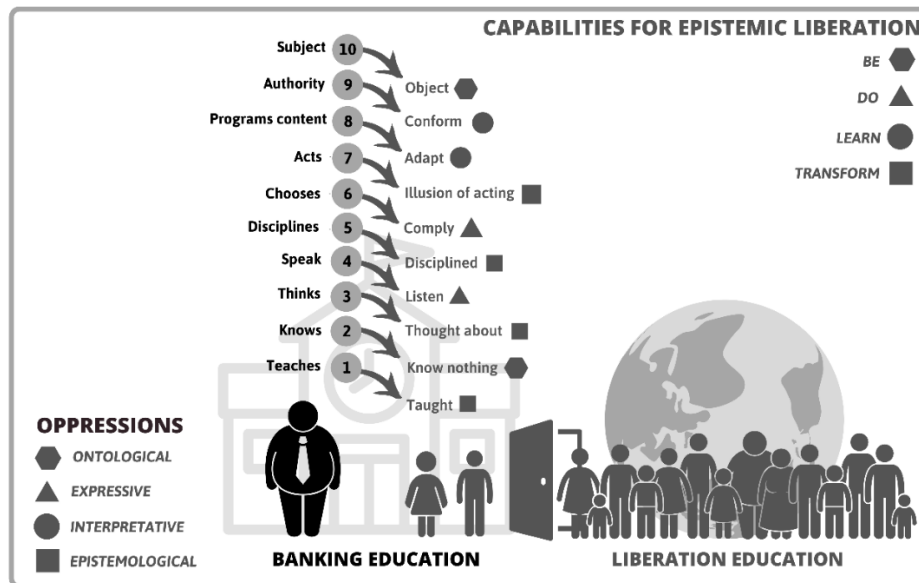 CAPABILITIES FOR EPISTEMIC LIBERATION
BE
DO
LEARN
TRANSFORM
Subject 10
Object
Authority 9
Conform
Programs content 8
Adapt
Acts 7
Illusion of acting
Chooses 6
Comply
Disciplines 5
Disciplined
Speak 4
Listen
Thinks 3
Thought about
Knows 2
Know nothing
Teaches 1
Taught
OPPRESSIONS
ONTOLOGICAL
EXPRESSIVE
INTERPRETATIVE
EPISTEMOLOGICAL
BANKING EDUCATION
LIBERATION EDUCATION